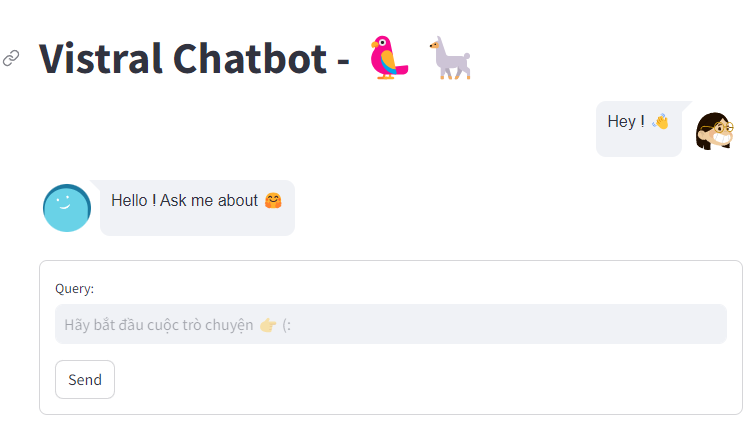 Vistral Chatbot - 🦜 🦙
Hey ! 👋
Hello ! Ask me about 🤗
Query:
Hãy bắt đầu cuộc trò chuyện 👉 (:
Send